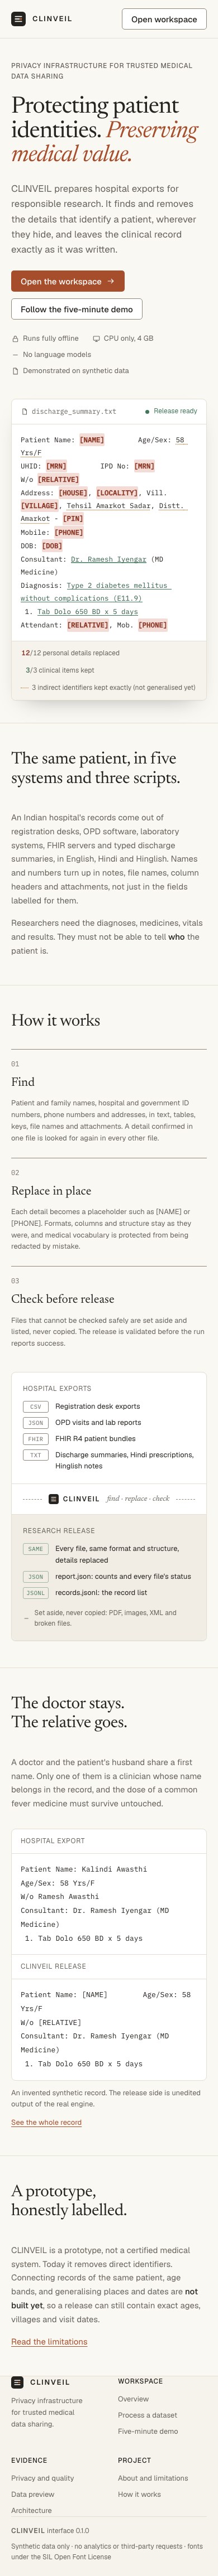 CLINVEIL
Open workspace
PRIVACY INFRASTRUCTURE FOR TRUSTED MEDICAL
DATA SHARING
Protecting patient
identities. Preserving
medical value.
CLINVEIL prepares hospital exports for
responsible research. It finds and removes
the details that identify a patient, wherever
they hide, and leaves the clinical record
exactly as it was written.
Open the workspace →
Follow the five-minute demo
Runs fully offline
CPU only, 4 GB
No language models
Demonstrated on synthetic data
discharge_summary.txt
Release ready
Patient Name: [NAME] Age/Sex: 58
Yrs/F
UHID: [MRN] IPD No: [MRN]
W/o [RELATIVE]
Address: [HOUSE], [LOCALITY], Vill.
[VILLAGE], Tehsil Amarkot Sadar, Distt.
Amarkot - [PIN]
Mobile: [PHONE]
DOB: [DOB]
Consultant: Dr. Ramesh Iyengar (MD
Medicine)
Diagnosis: Type 2 diabetes mellitus
without complications (E11.9)
1. Tab Dolo 650 BD x 5 days
Attendant: [RELATIVE], Mob. [PHONE]
12/12 personal details replaced
3/3 clinical items kept
3 indirect identifiers kept exactly (not generalised yet)
The same patient, in five
systems and three scripts.
An Indian hospital's records come out of
registration desks, OPD software, laboratory
systems, FHIR servers and typed discharge
summaries, in English, Hindi and Hinglish. Names
and numbers turn up in notes, file names, column
headers and attachments, not just in the fields
labelled for them.
Researchers need the diagnoses, medicines, vitals
and results. They must not be able to tell who the
patient is.
How it works
01
Find
Patient and family names, hospital and government ID
numbers, phone numbers and addresses, in text, tables,
keys, file names and attachments. A detail confirmed in
one file is looked for again in every other file.
02
Replace in place
Each detail becomes a placeholder such as [NAME] or
[PHONE]. Formats, columns and structure stay as they
were, and medical vocabulary is protected from being
redacted by mistake.
03
Check before release
Files that cannot be checked safely are set aside and
listed, never copied. The release is validated before the run
reports success.
HOSPITAL EXPORTS
CSV Registration desk exports
JSON OPD visits and lab reports
FHIR FHIR R4 patient bundles
TXT Discharge summaries, Hindi prescriptions,
Hinglish notes
CLINVEIL find · replace · check
RESEARCH RELEASE
SAME Every file, same format and structure,
details replaced
JSON report.json: counts and every file's status
JSONL records.jsonl: the record list
Set aside, never copied: PDF, images, XML and
broken files.
The doctor stays.
The relative goes.
A doctor and the patient's husband share a first
name. Only one of them is a clinician whose name
belongs in the record, and the dose of a common
fever medicine must survive untouched.
HOSPITAL EXPORT
Patient Name: Kalindi Awasthi
Age/Sex: 58 Yrs/F
W/o Ramesh Awasthi
Consultant: Dr. Ramesh Iyengar (MD
Medicine)
1. Tab Dolo 650 BD x 5 days
CLINVEIL RELEASE
Patient Name: [NAME] Age/Sex: 58
Yrs/F
W/o [RELATIVE]
Consultant: Dr. Ramesh Iyengar (MD
Medicine)
1. Tab Dolo 650 BD x 5 days
An invented synthetic record. The release side is unedited
output of the real engine.
See the whole record
A prototype,
honestly labelled.
CLINVEIL is a prototype, not a certified medical
system. Today it removes direct identifiers.
Connecting records of the same patient, age
bands, and generalising places and dates are not
built yet, so a release can still contain exact ages,
villages and visit dates.
Read the limitations
CLINVEIL
Privacy infrastructure
for trusted medical
data sharing.
WORKSPACE
Overview
Process a dataset
Five-minute demo
EVIDENCE
Privacy and quality
Data preview
Architecture
PROJECT
About and limitations
How it works
CLINVEIL interface 0.1.0
Synthetic data only · no analytics or third-party requests · fonts
under the SIL Open Font License